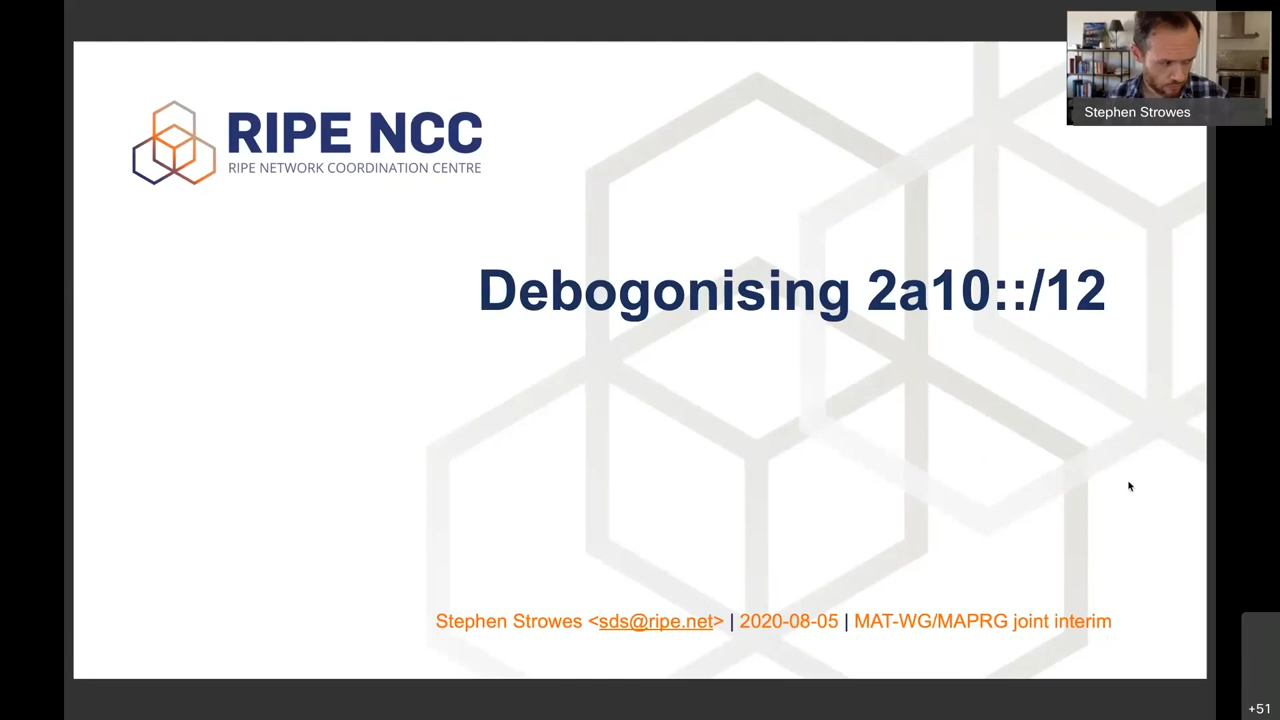 Stephen Strowes
RIPE NCC
RIPE NETWORK COORDINATION CENTRE
Debogonising 2a10::/12
Stephen Strowes <sds@ripe.net> | 2020-08-05 | MAT-WG/MAPRG joint interim
+51